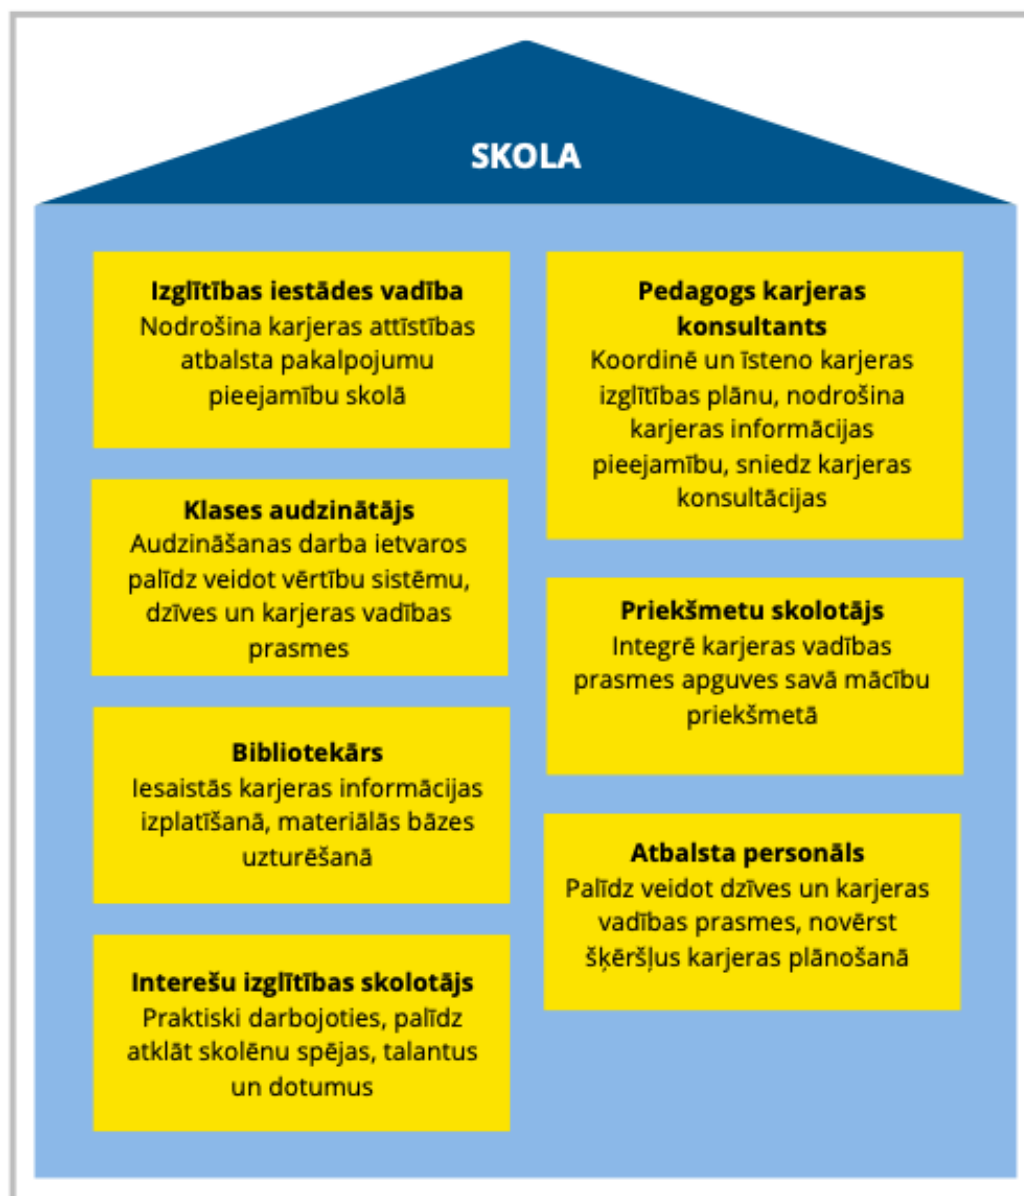 SKOLA
Izglītības iestādes vadība
Nodrošina karjeras attīstības
atbalsta pakalpojumu
pieejamību skolā
Klases audzinātājs
Audzināšanas darba ietvaros
palīdz veidot vērtību sistēmu,
dzīves un karjeras vadības
prasmes
Bibliotekārs
Iesaistās karjeras informācijas
izplatīšanā, materiālās bāzes
uzturēšanā
Interešu izglītības skolotājs
Praktiski darbojoties, palīdz
atklāt skolēnu spējas, talantus
un dotumus
Pedagogs karjeras
konsultants
Koordinē un īsteno karjeras
izglītības plānu, nodrošina
karjeras informācijas
pieejamību, sniedz karjeras
konsultācijas
Priekšmetu skolotājs
Integrē karjeras vadības
prasmes apguves savā mācību
priekšmetā
Atbalsta personāls
Palīdz veidot dzīves un karjeras
vadības prasmes, novērst
šķēršļus karjeras plānošanā